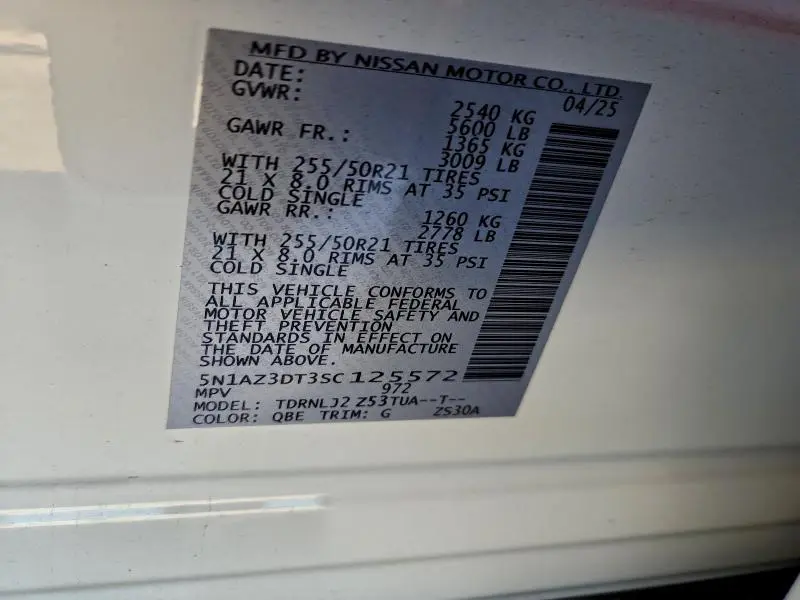 MFD BY NISSAN MOTOR CO., LTD.
DATE: 04/25
GVWR: 2540 KG
5600 LB
GAWR FR.: 1365 KG
3009 LB
WITH 255/50R21 TIRES
21 X 8.0 RIMS AT 35 PSI
COLD SINGLE
GAWR RR.: 1260 KG
2778 LB
WITH 255/50R21 TIRES
21 X 8.0 RIMS AT 35 PSI
COLD SINGLE
THIS VEHICLE CONFORMS TO
ALL APPLICABLE FEDERAL
MOTOR VEHICLE SAFETY AND
THEFT PREVENTION
STANDARDS IN EFFECT ON
THE DATE OF MANUFACTURE
SHOWN ABOVE.
5N1AZ3DT3SC 125572
MPV 972
MODEL: TDRNLJ2 Z53TUA--T--
COLOR: QBE TRIM: G ZS30A